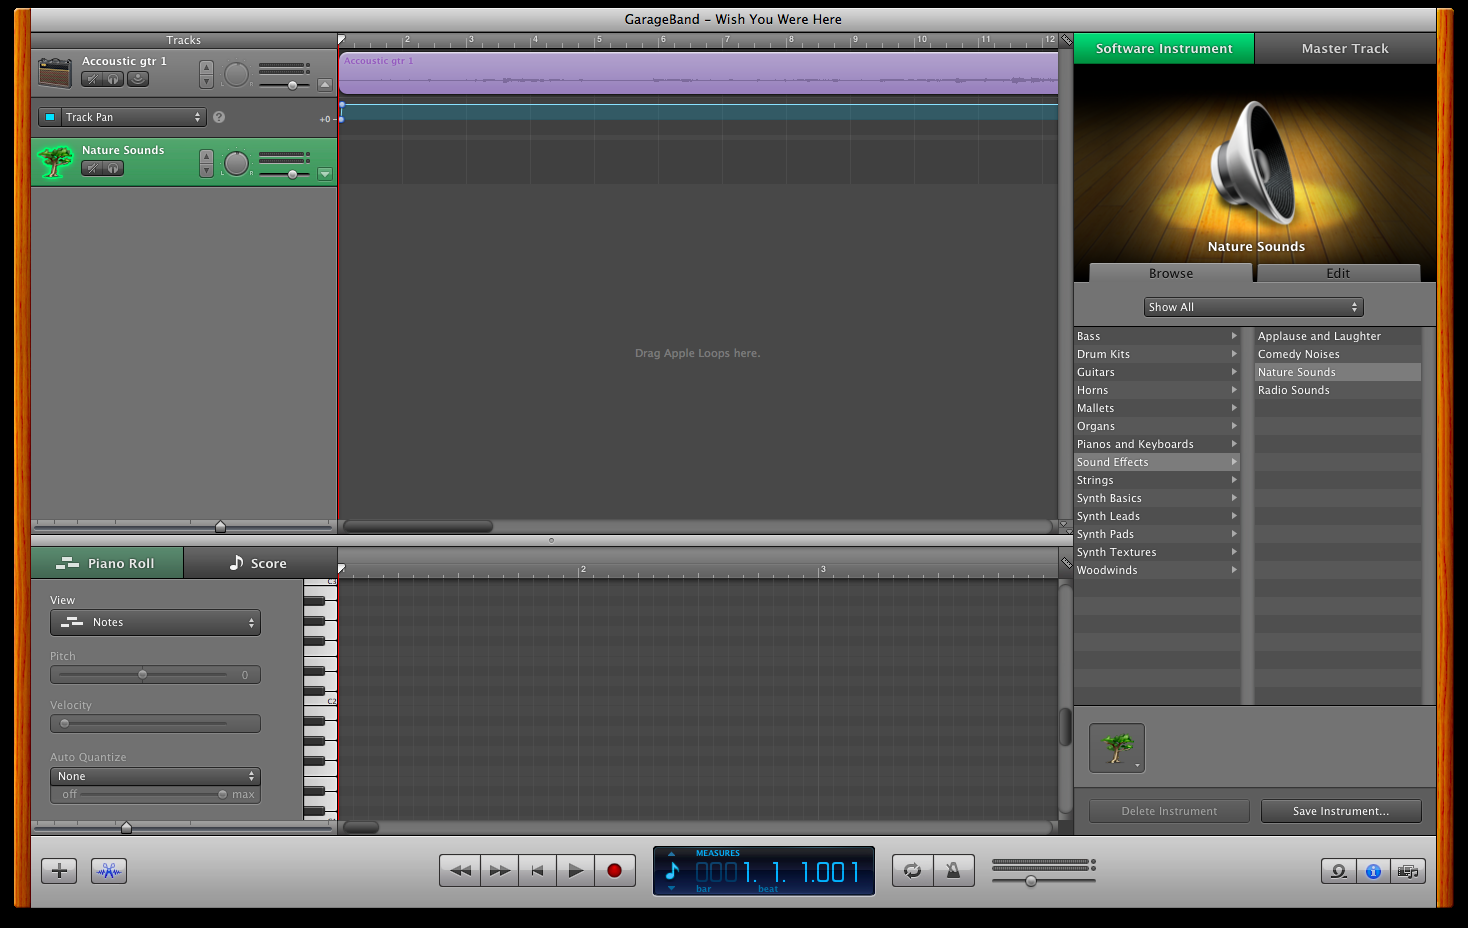 GarageBand – Wish You Were Here
Tracks
2 3 4 5 6 7 8 9 10 11 12
Software Instrument
Master Track
Accoustic gtr 1
Accoustic gtr 1
Track Pan
?
+0
Nature Sounds
L R
Drag Apple Loops here.
Nature Sounds
Browse
Edit
Show All
Bass
Drum Kits
Guitars
Horns
Mallets
Organs
Pianos and Keyboards
Sound Effects
Strings
Synth Basics
Synth Leads
Synth Pads
Synth Textures
Woodwinds
Applause and Laughter
Comedy Noises
Nature Sounds
Radio Sounds
Piano Roll
Score
2 3
View
Notes
Pitch
0
Velocity
Auto Quantize
None
off max
C3
C2
Delete Instrument
Save Instrument...
MEASURES
0001. 1. 1.001
bar beat